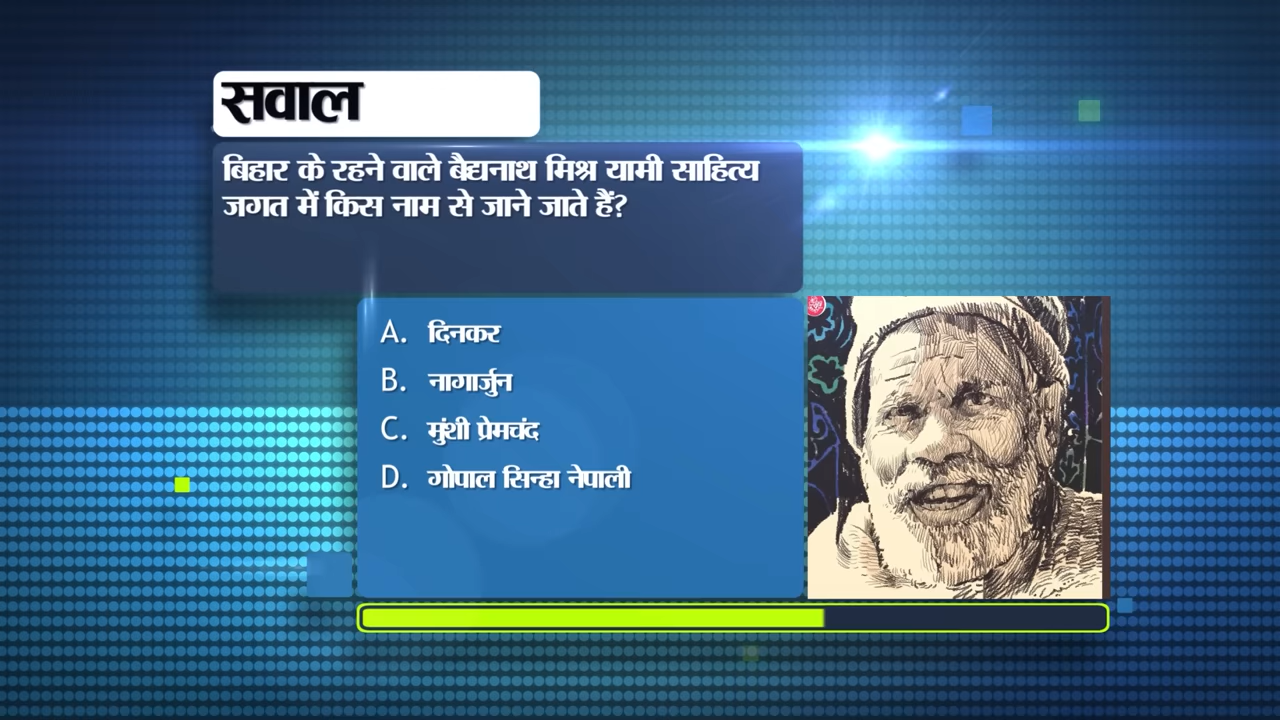 सवाल
बिहार के रहने वाले बैद्यनाथ मिश्र यामी साहित्य
जगत में किस नाम से जाने जाते हैं?
A. दिनकर
B. नागार्जुन
C. मुंशी प्रेमचंद
D. गोपाल सिन्हा नेपाली